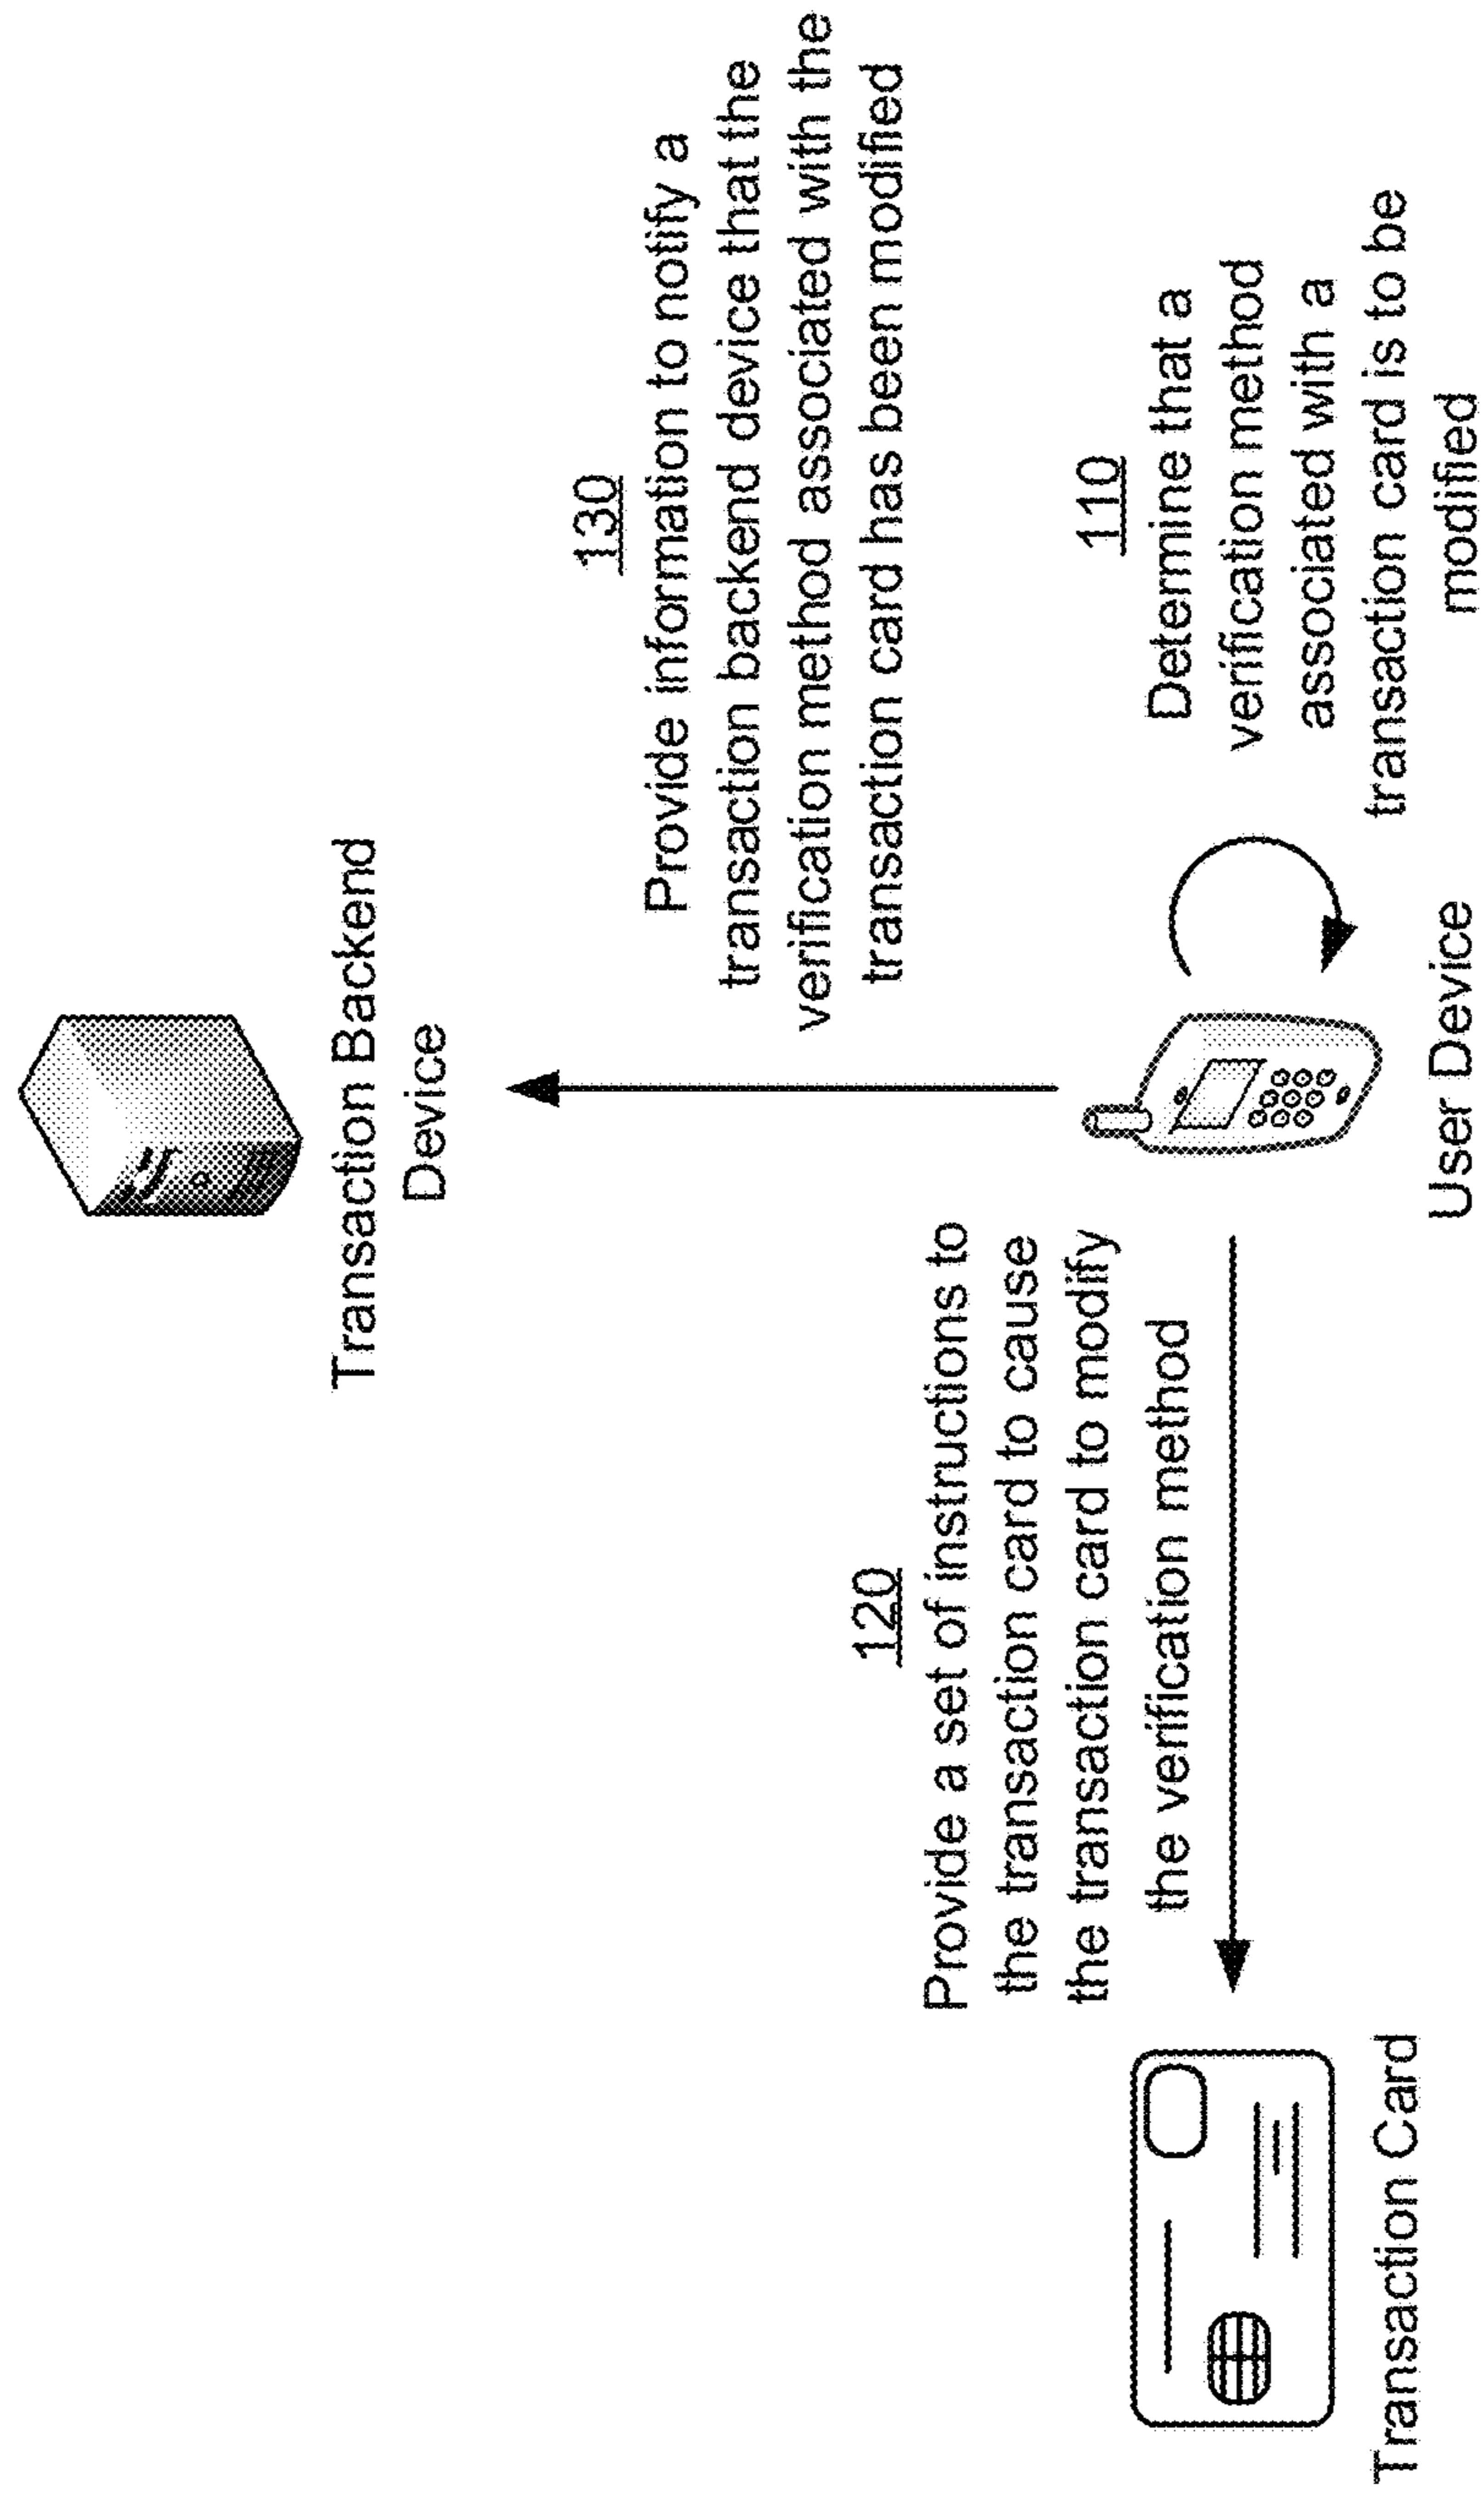 Transaction Backend
Device
130
Provide information to notify a
transaction backend device that the
verification method associated with the
transaction card has been modified
120
Provide a set of instructions to
the transaction card to cause
the transaction card to modify
the verification method
110
Determine that a
verification method
associated with a
transaction card is to be
modified
Transaction Card
User Device